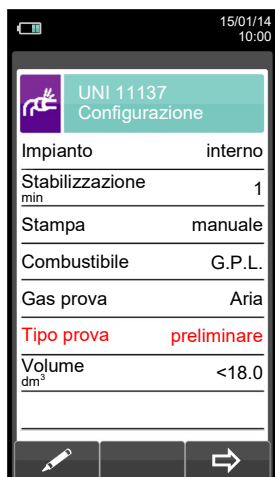 15/01/14
10:00
UNI 11137
Configurazione
Impianto interno
Stabilizzazione 1
min
Stampa manuale
Combustibile G.P.L.
Gas prova Aria
Tipo prova preliminare
Volume <18.0
dm³